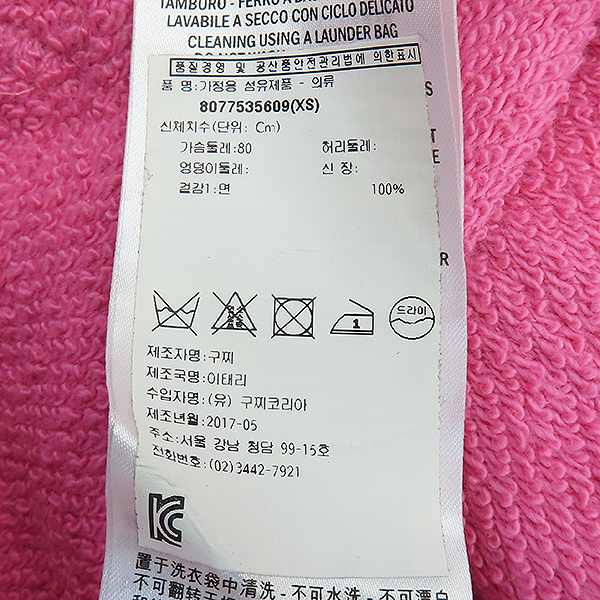 TAMBURO - FERRO A BA
LAVABILE A SECCO CON CICLO DELICATO
CLEANING USING A LAUNDER BAG
품질경영 및 공산품안전관리법에 의한표시
품 명:가정용 섬유제품 - 의류
8077535609(XS)
신체치수(단위: Cm)
가슴둘레:80 허리둘레:
엉덩이둘레: 신 장:
겉감1:면 100%
1 드라이
제조자명:구찌
제조국명:이태리
수입자명:(유) 구찌코리아
제조년월:2017-05
주소:서울 강남 청담 99-15호
전화번호:(02)3442-7921
KC
置于洗衣袋中清洗 - 不可水洗 - 不可漂白
不可翻转